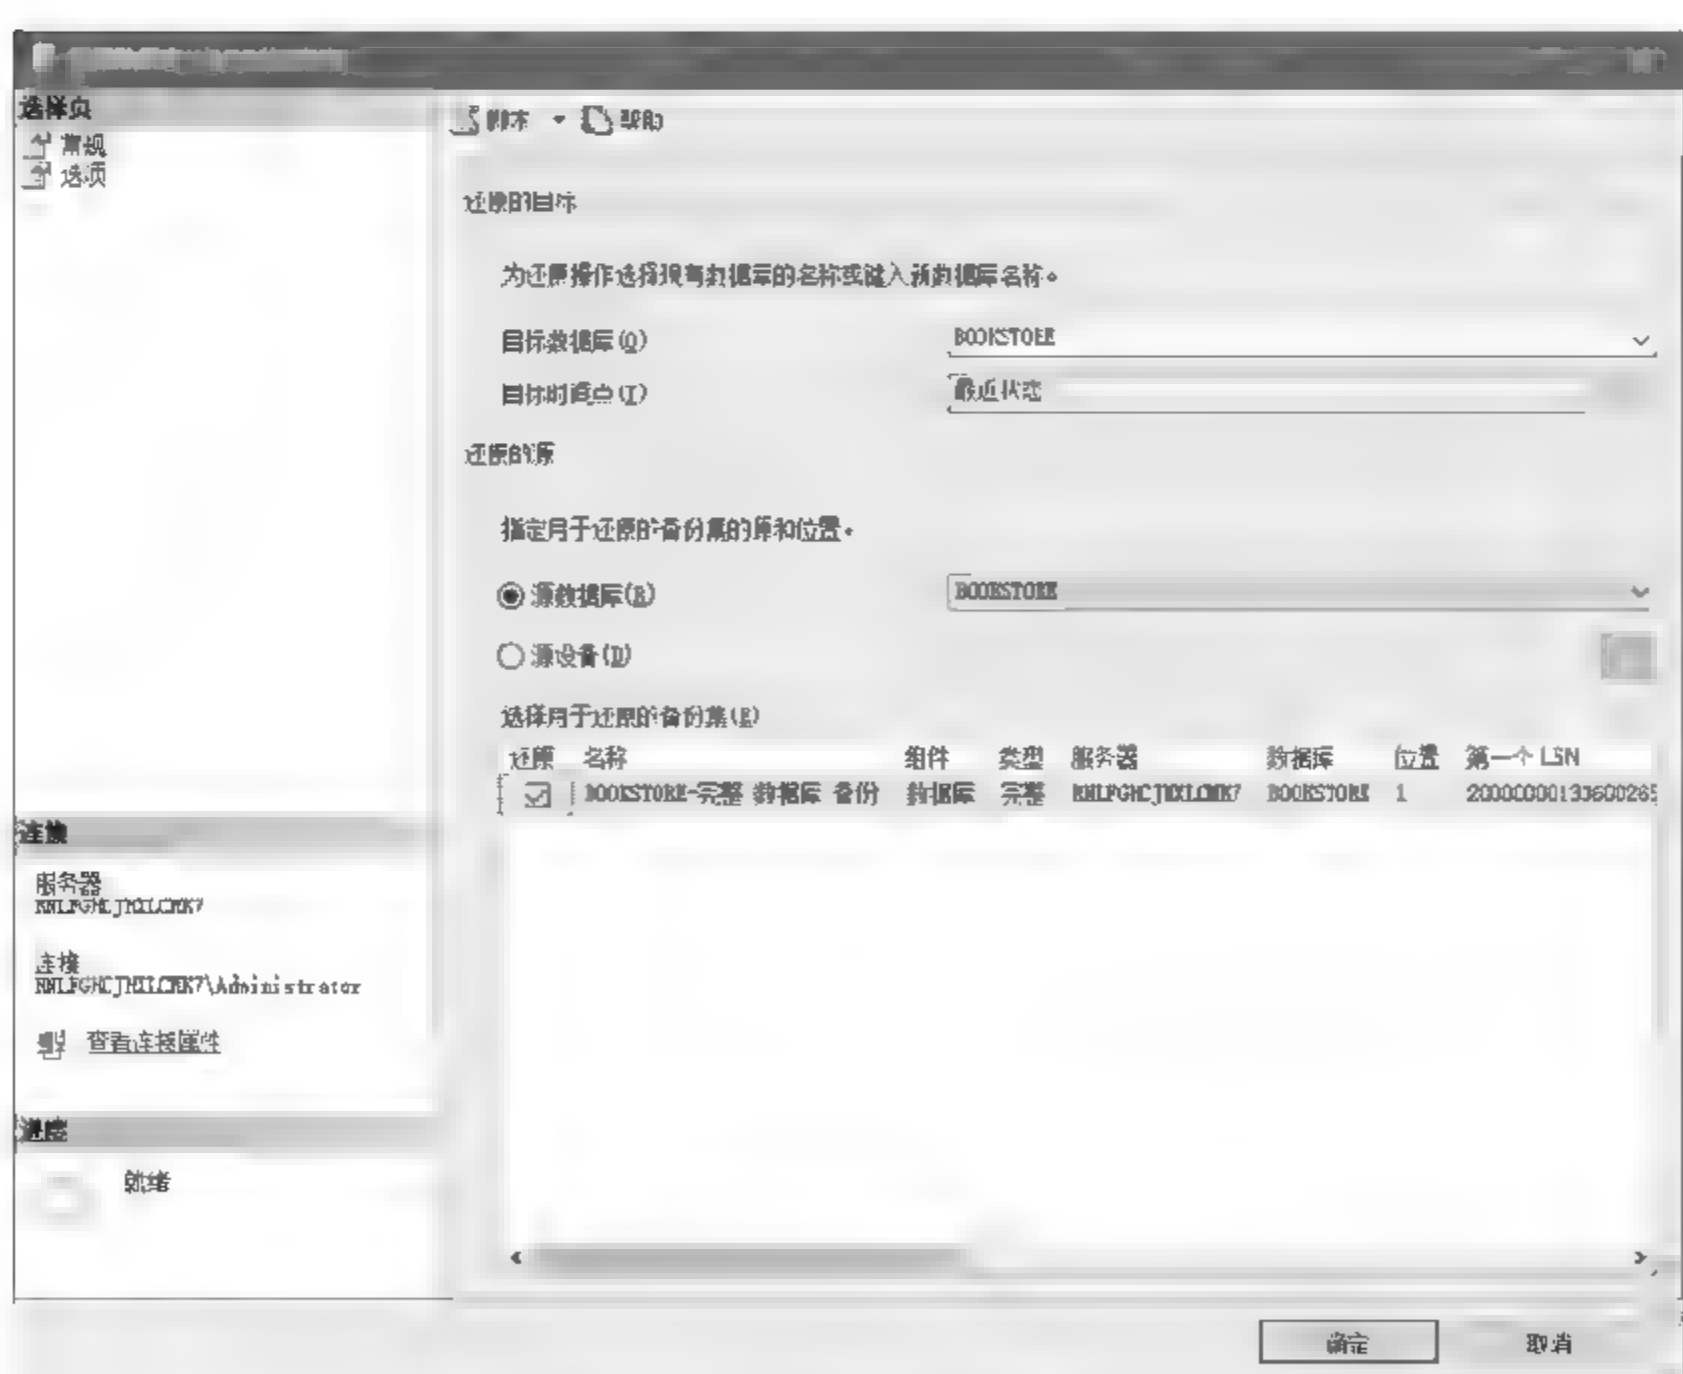 选择页
常规
选项
脚本 帮助
还原的目标
为还原操作选择现有数据库的名称或键入新数据库名称。
目标数据库(O)
BOOKSTORE
目标时间点(T)
最近状态
还原的源
指定用于还原的备份集的源和位置。
源数据库(R)
BOOKSTORE
源设备(D)
选择用于还原的备份集(E)
还原 名称 组件 类型 服务器 数据库 位置 第一个 LSN
BOOKSTORE-完整 数据库 备份 数据库 完整 BOOKSTORE 1
连接
服务器
连接
\Administrator
查看连接属性
进度
就绪
确定 取消